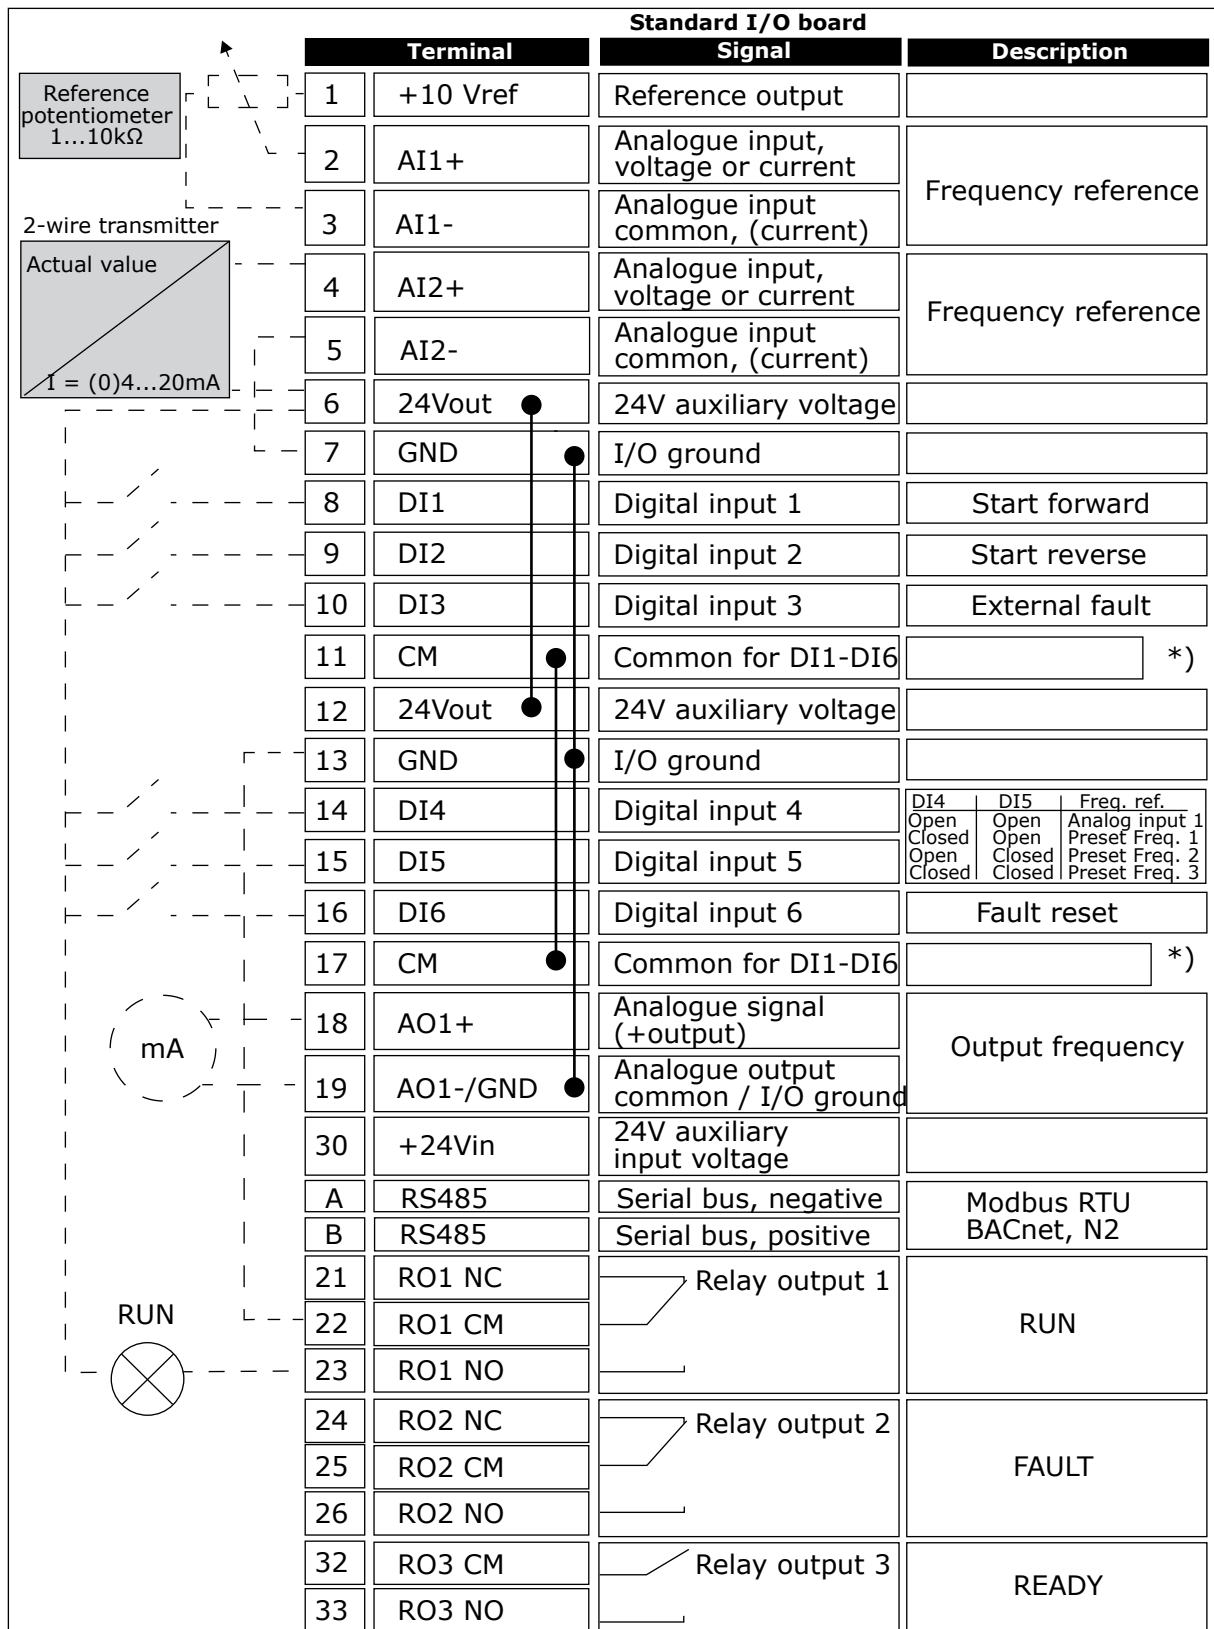 Standard I/O board
Terminal Signal Description
Reference
potentiometer
1...10kΩ
1 +10 Vref Reference output
2 AI1+ Analogue input,
voltage or current
Frequency reference
3 AI1- Analogue input
common, (current)
2-wire transmitter
Actual value
I = (0)4...20mA
4 AI2+ Analogue input,
voltage or current
Frequency reference
5 AI2- Analogue input
common, (current)
6 24Vout 24V auxiliary voltage
7 GND I/O ground
8 DI1 Digital input 1 Start forward
9 DI2 Digital input 2 Start reverse
10 DI3 Digital input 3 External fault
11 CM Common for DI1-DI6 *)
12 24Vout 24V auxiliary voltage
13 GND I/O ground
14 DI4 Digital input 4
15 DI5 Digital input 5
DI4 DI5 Freq. ref.
Open Open Analog input 1
Closed Open Preset Freq. 1
Open Closed Preset Freq. 2
Closed Closed Preset Freq. 3
16 DI6 Digital input 6 Fault reset
17 CM Common for DI1-DI6 *)
mA
18 AO1+ Analogue signal
(+output)
Output frequency
19 AO1-/GND Analogue output
common / I/O ground
30 +24Vin 24V auxiliary
input voltage
A RS485 Serial bus, negative
B RS485 Serial bus, positive
Modbus RTU
BACnet, N2
RUN
21 RO1 NC Relay output 1
22 RO1 CM RUN
23 RO1 NO
24 RO2 NC Relay output 2
25 RO2 CM FAULT
26 RO2 NO
32 RO3 CM Relay output 3
READY
33 RO3 NO